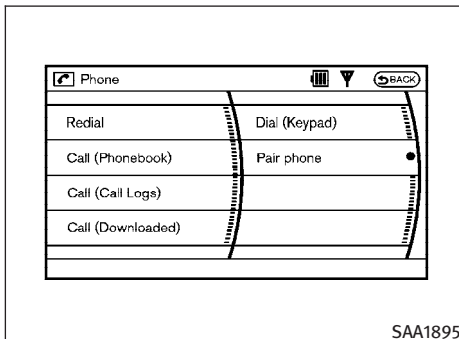 Phone
BACK
Redial
Dial (Keypad)
Call (Phonebook)
Pair phone
Call (Call Logs)
Call (Downloaded)
SAA1895